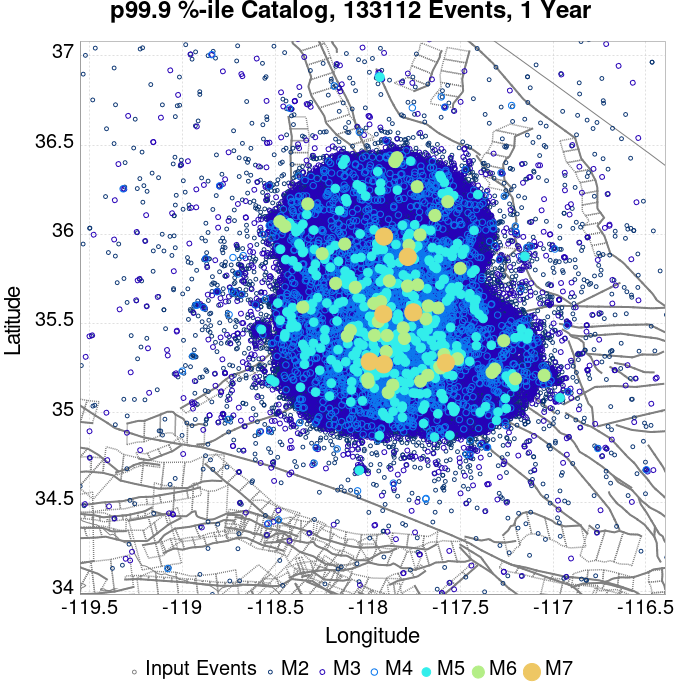 p99.9 %-ile Catalog, 133112 Events, 1 Year
37
36.5
36
35.5
35
34.5
34
Latitude
-119.5 -119 -118.5 -118 -117.5 -117 -116.5
Longitude
Input Events M2 M3 M4 M5 M6 M7